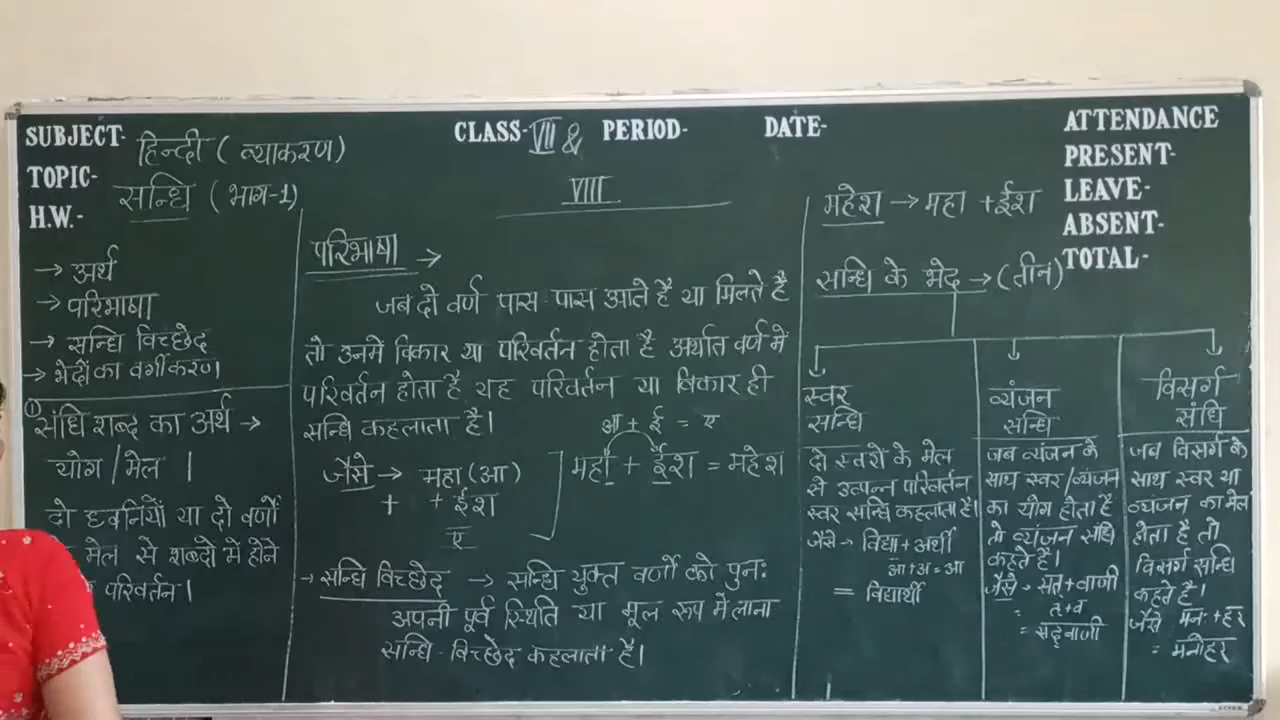 SUBJECT- हिन्दी ( व्याकरण)
TOPIC- सन्धि ( भाग-1)
H.W.-
CLASS- VII &
VIII
PERIOD-
DATE-
ATTENDANCE
PRESENT-
LEAVE-
ABSENT-
TOTAL-
→ अर्थ
→ परिभाषा
→ सन्धि विच्छेद
→ भेदों का वर्गीकरण।
① संधि शब्द का अर्थ →
योग / मेल ।
दो ध्वनियों या दो वर्णों
मेल से शब्दों में होने
परिवर्तन।
परिभाषा →
जब दो वर्ण पास-पास आते है या मिलते है
तो उनमें विकार या परिवर्तन होता है अर्थात वर्ण में
परिवर्तन होता है यह परिवर्तन या विकार ही
सन्धि कहलाता है।
जैसे → महा (आ)
+ + ईश
ए
आ + ई = ए
महा + ईश = महेश
→ सन्धि विच्छेद → सन्धि युक्त वर्णों को पुनः
अपनी पूर्व स्थिति या मूल रूप में लाना
सन्धि-विच्छेद कहलाता है।
महेश → महा + ईश
सन्धि के भेद → (तीन)
स्वर
सन्धि
दो स्वरों के मेल
से उत्पन्न परिवर्तन
स्वर सन्धि कहलाता है।
जैसे → विद्या + अर्थी
आ + अ = आ
= विद्यार्थी
व्यंजन
सन्धि
जब व्यंजन के
साथ स्वर / व्यंजन
का योग होता है
तो व्यंजन संधि
कहते है।
जैसे - सत् + वाणी
त + व
= सद्वाणी
विसर्ग
संधि
जब विसर्ग के
साथ स्वर या
व्यंजन का मेल
होता है तो
विसर्ग सन्धि
कहते है।
जैसे मनः + हर
= मनोहर